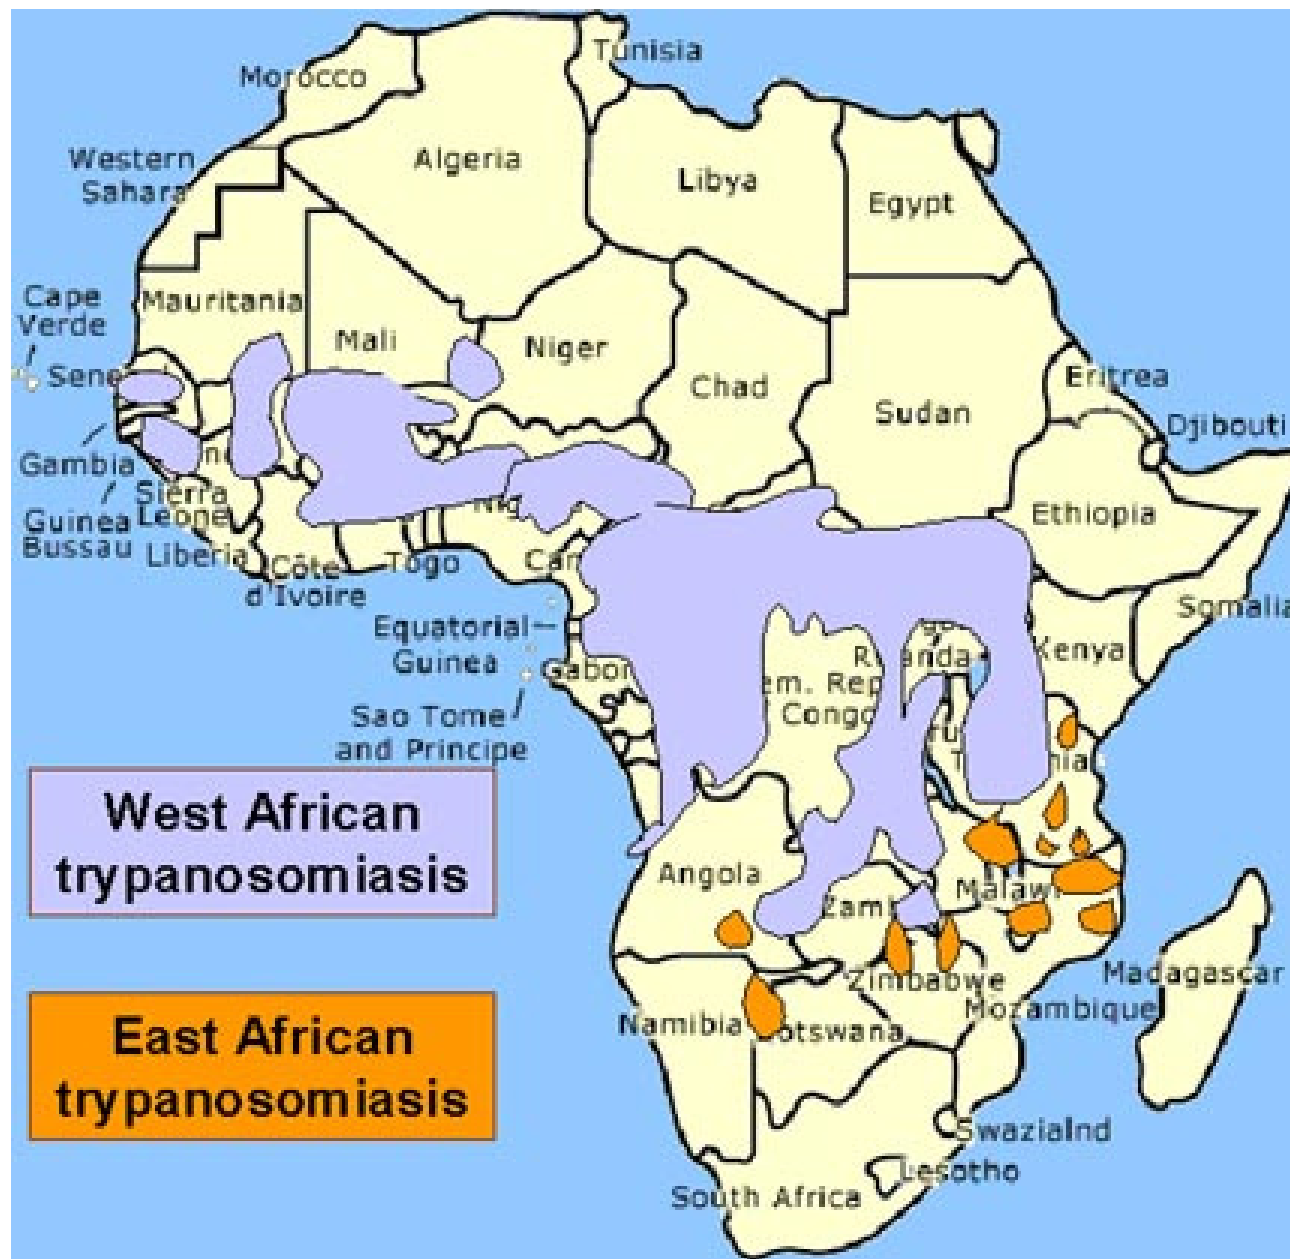 Tunisia
Morocco
Western
Sahara
Algeria
Libya
Egypt
Cape
Verde
Mauritania
Mali
Niger
Chad
Sudan
Eritrea
Djibouti
Gambia
Guinea
Bussau
Sierra
Leone
Liberia
Côte
d'Ivoire
Togo
Ethiopia
Somalia
Equatorial
Guinea
Gabon
Sao Tome
and Principe
Kenya
Congo
West African
trypanosomiasis
Angola
Malawi
Zimbabwe
Madagascar
Mozambique
Namibia
East African
trypanosomiasis
Swazialnd
Lesotho
South Africa